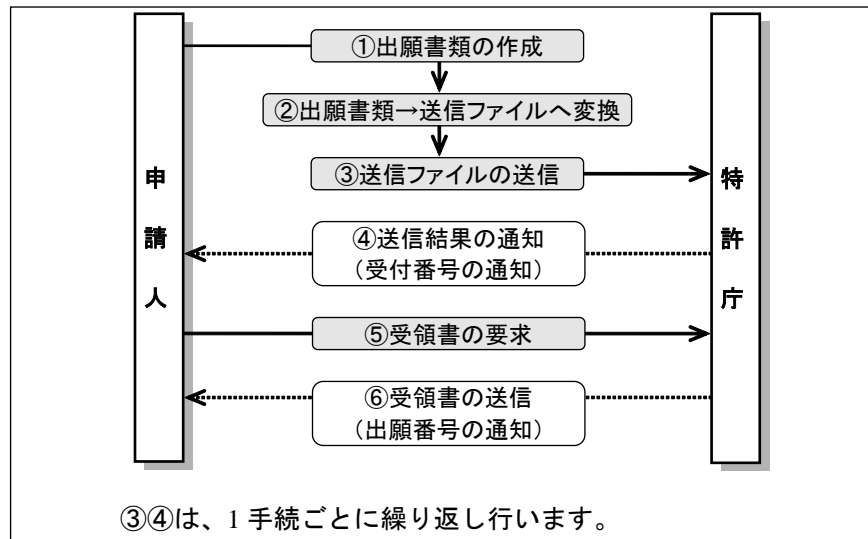 ①出願書類の作成
②出願書類→送信ファイルへ変換
③送信ファイルの送信
申請人
特許庁
④送信結果の通知
（受付番号の通知）
⑤受領書の要求
⑥受領書の送信
（出願番号の通知）
③④は、1 手続ごとに繰り返し行います。